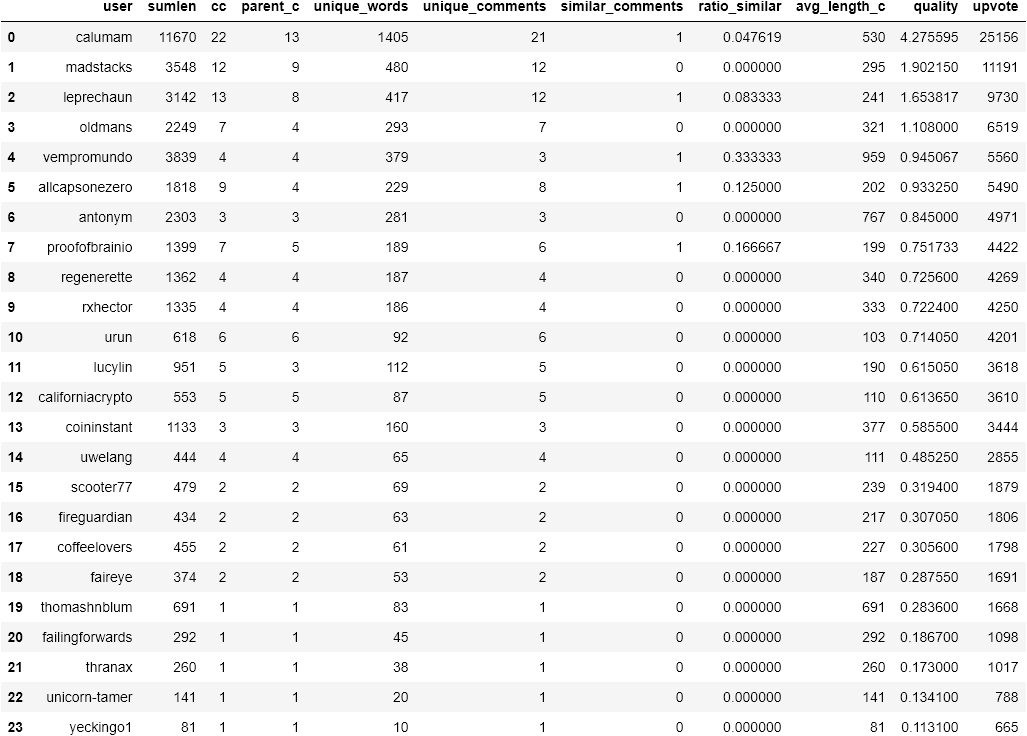 user sumlen cc parent_c unique_words unique_comments similar_comments ratio_similar avg_length_c quality upvote
0 calumam 11670 22 13 1405 21 1 0.047619 530 4.275595 25156
1 madstacks 3548 12 9 480 12 0 0.000000 295 1.902150 11191
2 leprechaun 3142 13 8 417 12 1 0.083333 241 1.653817 9730
3 oldmans 2249 7 4 293 7 0 0.000000 321 1.108000 6519
4 vempromundo 3839 4 4 379 3 1 0.333333 959 0.945067 5560
5 allcapsonezero 1818 9 4 229 8 1 0.125000 202 0.933250 5490
6 antonym 2303 3 3 281 3 0 0.000000 767 0.845000 4971
7 proofofbrainio 1399 7 5 189 6 1 0.166667 199 0.751733 4422
8 regenerette 1362 4 4 187 4 0 0.000000 340 0.725600 4269
9 rxhector 1335 4 4 186 4 0 0.000000 333 0.722400 4250
10 urun 618 6 6 92 6 0 0.000000 103 0.714050 4201
11 lucylin 951 5 3 112 5 0 0.000000 190 0.615050 3618
12 californiacrypto 553 5 5 87 5 0 0.000000 110 0.613650 3610
13 coininstant 1133 3 3 160 3 0 0.000000 377 0.585500 3444
14 uwelang 444 4 4 65 4 0 0.000000 111 0.485250 2855
15 scooter77 479 2 2 69 2 0 0.000000 239 0.319400 1879
16 fireguardian 434 2 2 63 2 0 0.000000 217 0.307050 1806
17 coffeelovers 455 2 2 61 2 0 0.000000 227 0.305600 1798
18 faireye 374 2 2 53 2 0 0.000000 187 0.287550 1691
19 thomashnblum 691 1 1 83 1 0 0.000000 691 0.283600 1668
20 failingforwards 292 1 1 45 1 0 0.000000 292 0.186700 1098
21 thranax 260 1 1 38 1 0 0.000000 260 0.173000 1017
22 unicorn-tamer 141 1 1 20 1 0 0.000000 141 0.134100 788
23 yeckingo1 81 1 1 10 1 0 0.000000 81 0.113100 665